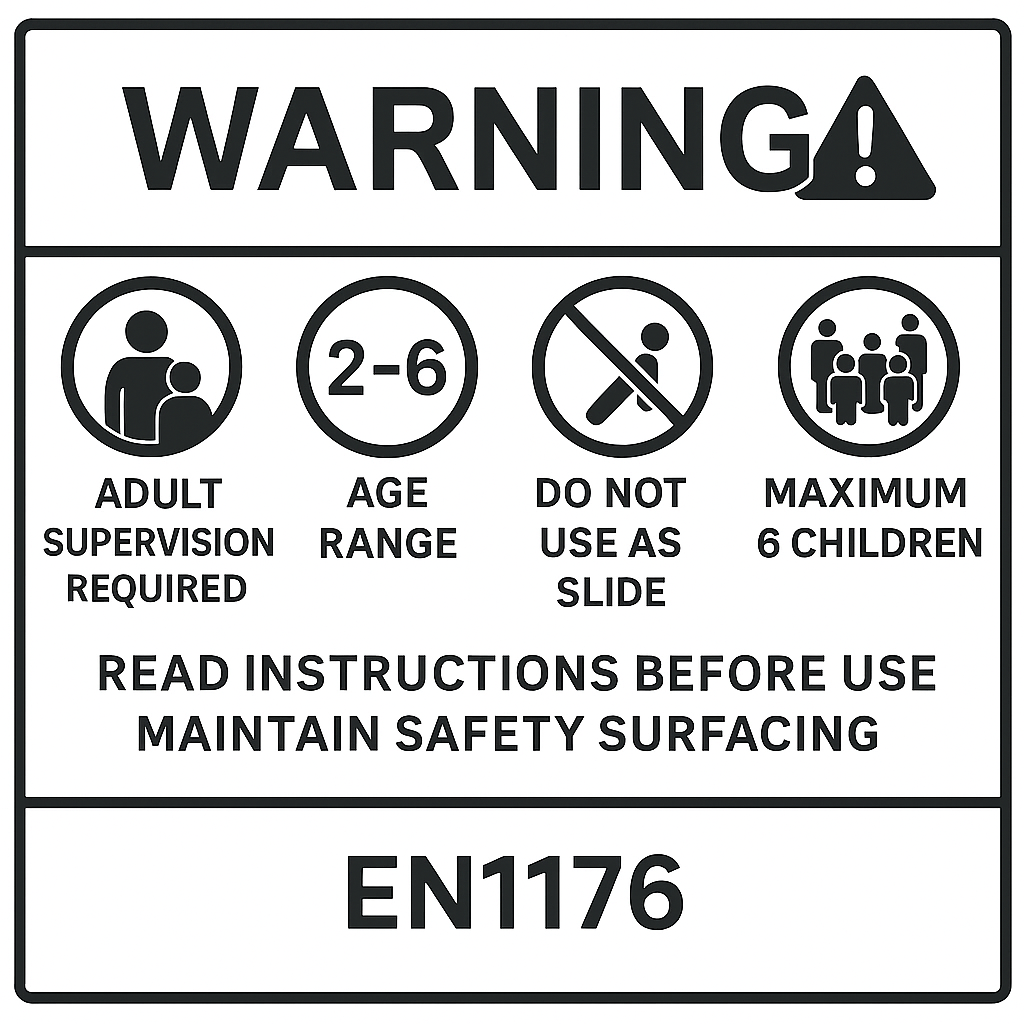 WARNING
2-6
ADULT
SUPERVISION
REQUIRED
AGE
RANGE
DO NOT
USE AS
SLIDE
MAXIMUM
6 CHILDREN
READ INSTRUCTIONS BEFORE USE
MAINTAIN SAFETY SURFACING
EN1176